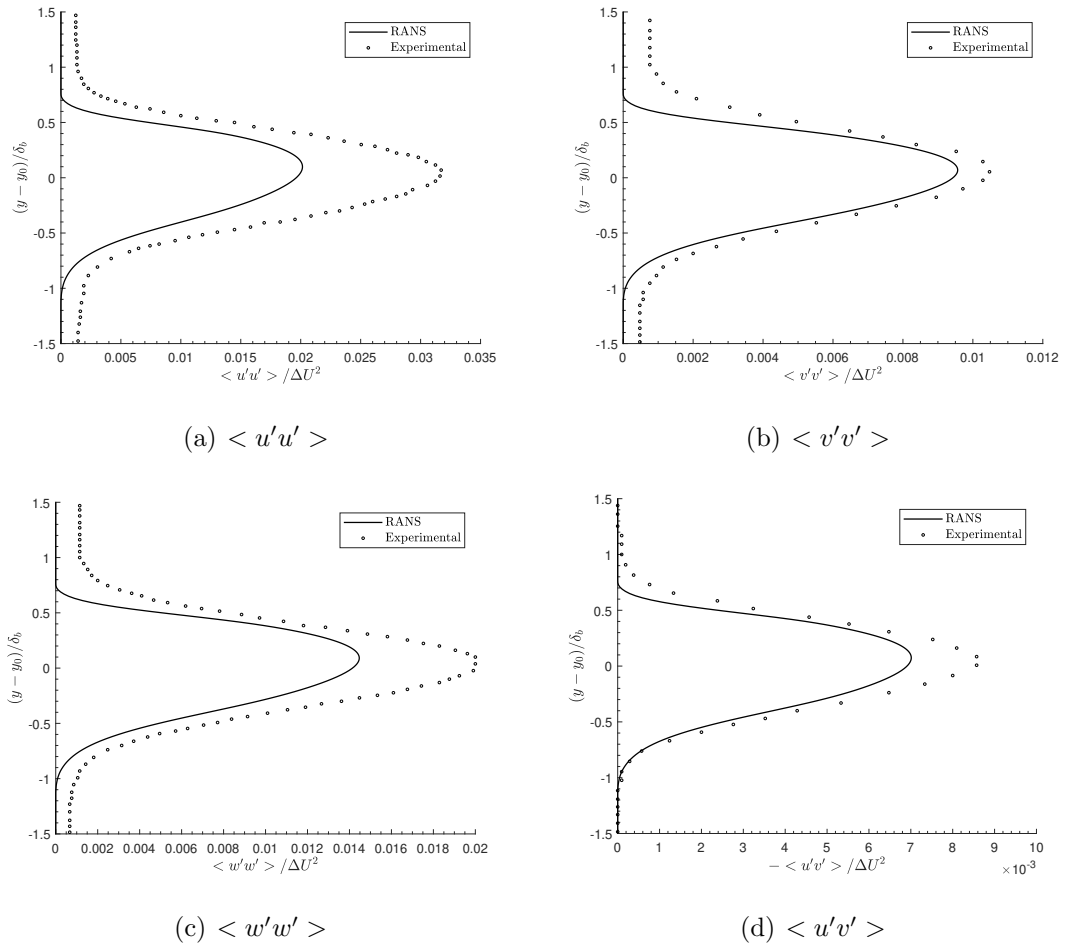 1.5
1
0.5
0
-0.5
-1
-1.5
(y − y₀)/δ_b
RANS
Experimental
0 0.005 0.01 0.015 0.02 0.025 0.03 0.035
< u′u′ > /ΔU²
(a) < u′u′ >
1.5
1
0.5
0
-0.5
-1
-1.5
(y − y₀)/δ_b
RANS
Experimental
0 0.002 0.004 0.006 0.008 0.01 0.012
< v′v′ > /ΔU²
(b) < v′v′ >
1.5
1
0.5
0
-0.5
-1
-1.5
(y − y₀)/δ_b
RANS
Experimental
0 0.002 0.004 0.006 0.008 0.01 0.012 0.014 0.016 0.018 0.02
< w′w′ > /ΔU²
(c) < w′w′ >
1.5
1
0.5
0
-0.5
-1
-1.5
(y − y₀)/δ_b
RANS
Experimental
0 1 2 3 4 5 6 7 8 9 10
− < u′v′ > /ΔU²
×10⁻³
(d) < u′v′ >